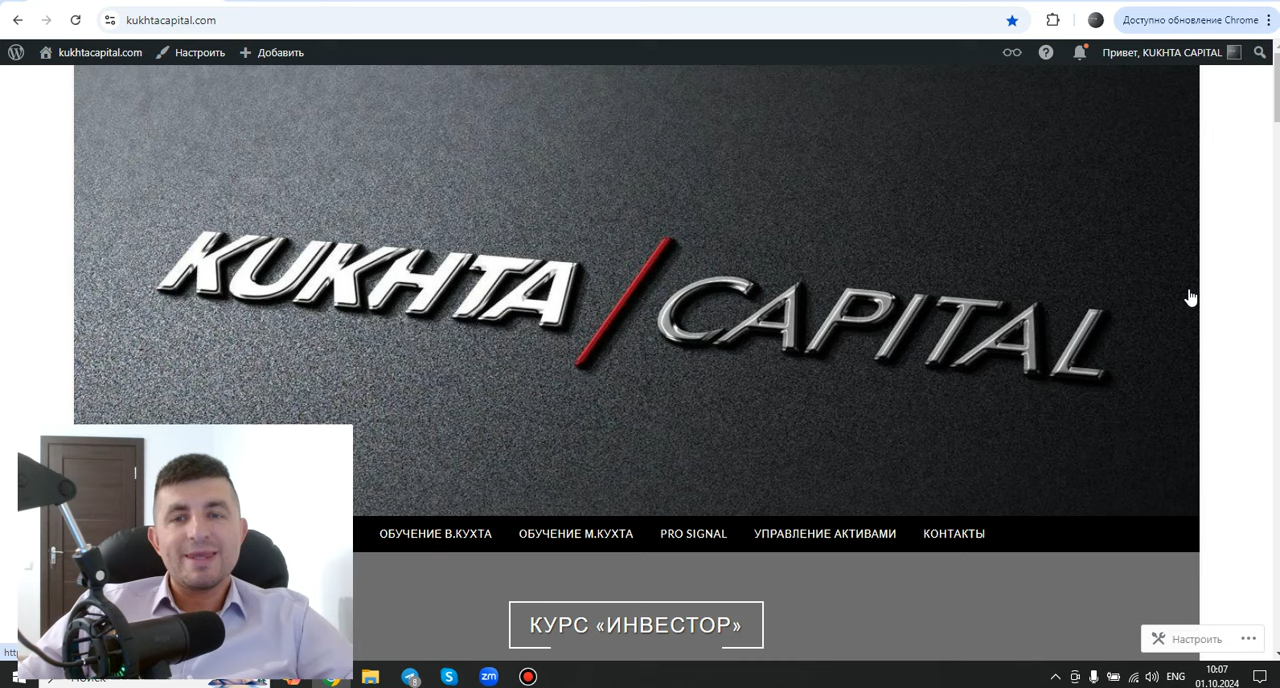 kukhtacapital.com
Доступно обновление Chrome
kukhtacapital.com
Настроить
Добавить
Привет, KUKHTA CAPITAL
KUKHTA / CAPITAL
ОБУЧЕНИЕ В.КУХТА
ОБУЧЕНИЕ М.КУХТА
PRO SIGNAL
УПРАВЛЕНИЕ АКТИВАМИ
КОНТАКТЫ
КУРС «ИНВЕСТОР»
Настроить
zm
ENG
10:07
01.10.2024